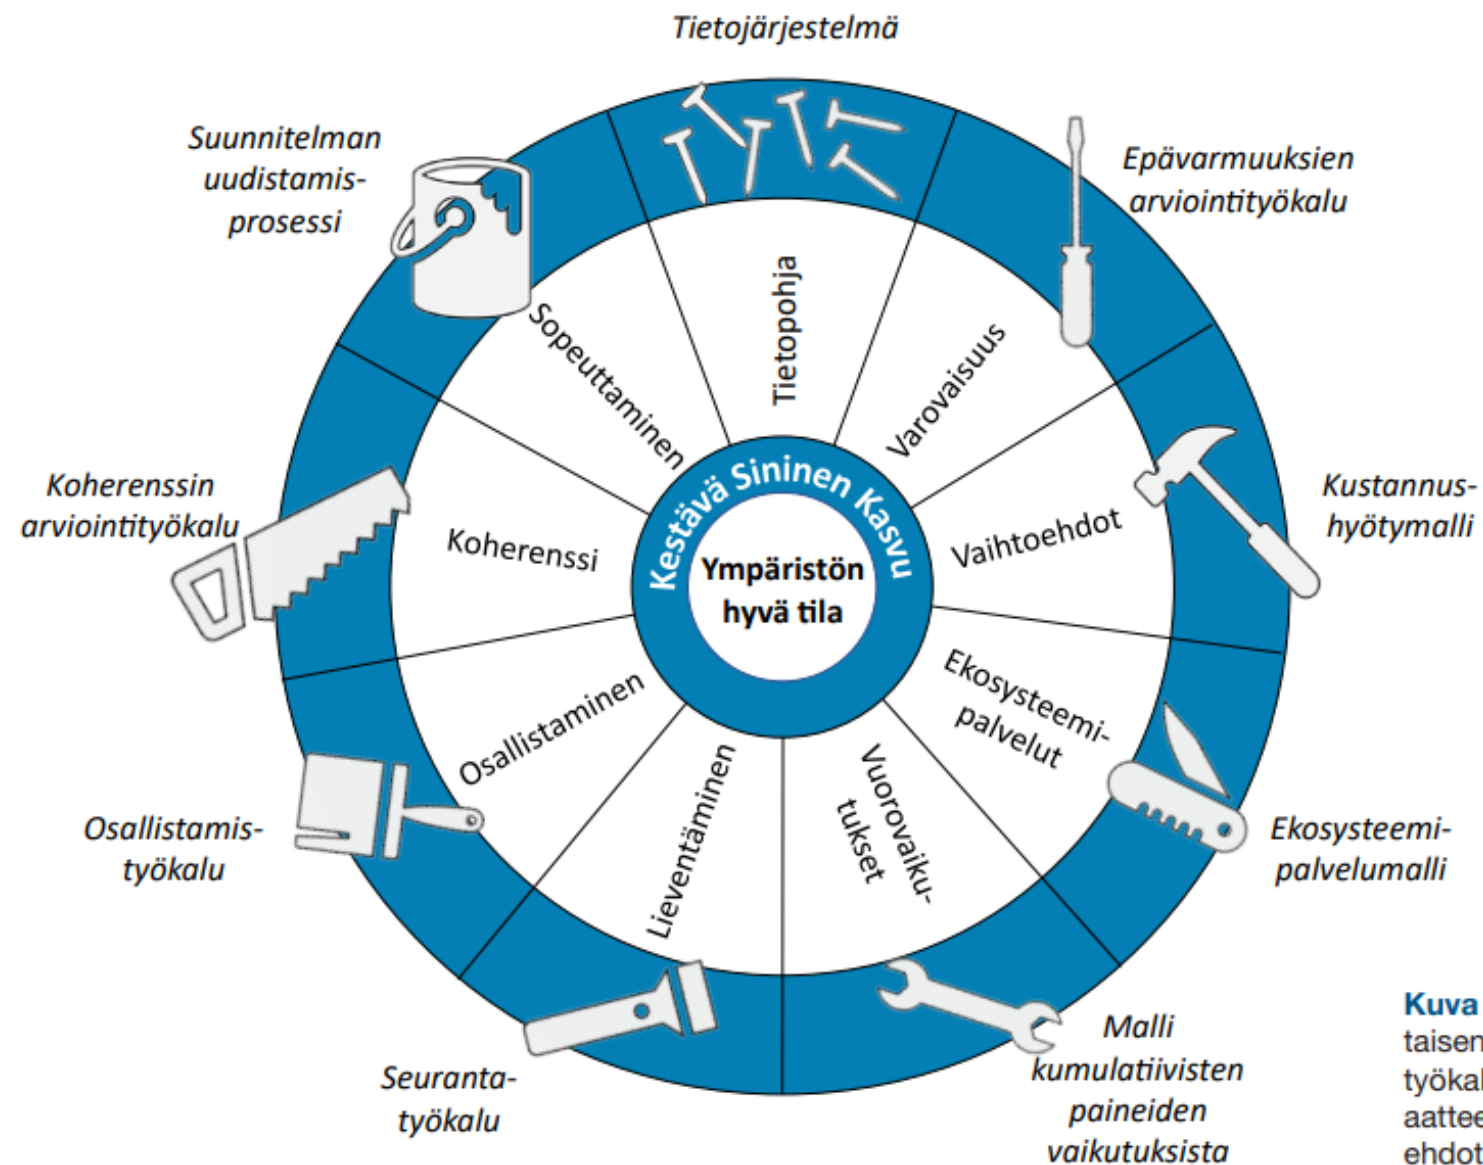 Tietojärjestelmä
Suunnitelman
uudistamis-
prosessi
Epävarmuuksien
arviointityökalu
Kustannus-
hyötymalli
Ekosysteemi-
palvelumalli
Malli
kumulatiivisten
paineiden
vaikutuksista
Seuranta-
työkalu
Osallistamis-
työkalu
Koherenssin
arviointityökalu
Tietopohja
Varovaisuus
Vaihtoehdot
Ekosysteemi-
palvelut
Vuorovaiku-
tukset
Lieventäminen
Osallistaminen
Koherenssi
Sopeuttaminen
Kestävä Sininen Kasvu
Ympäristön
hyvä tila
Kuva
taisen
työkal
aattee
ehdot